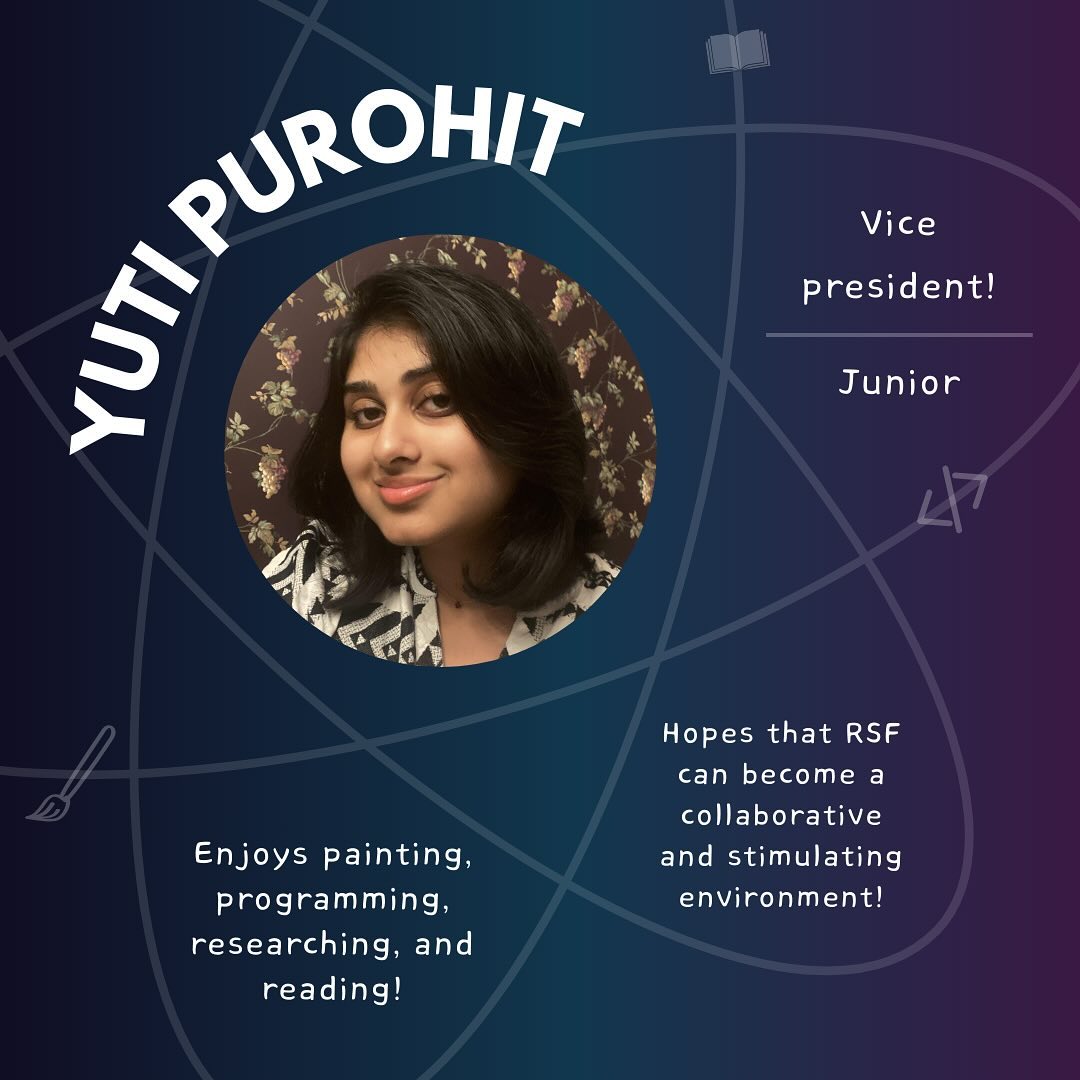 YUTI PUROHIT
Vice
president!
Junior
Hopes that RSF
can become a
collaborative
and stimulating
environment!
Enjoys painting,
programming,
researching, and
reading!